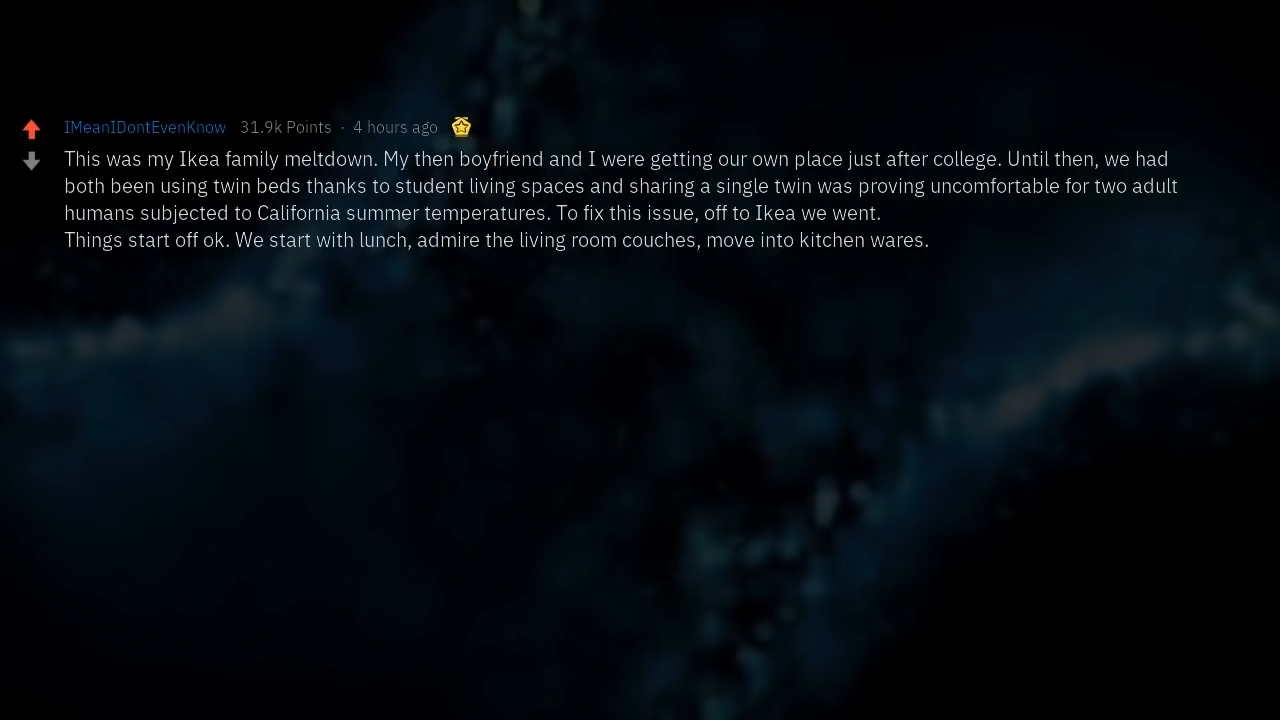 IMeanIDontEvenKnow 31.9k Points · 4 hours ago
This was my Ikea family meltdown. My then boyfriend and I were getting our own place just after college. Until then, we had
both been using twin beds thanks to student living spaces and sharing a single twin was proving uncomfortable for two adult
humans subjected to California summer temperatures. To fix this issue, off to Ikea we went.
Things start off ok. We start with lunch, admire the living room couches, move into kitchen wares.